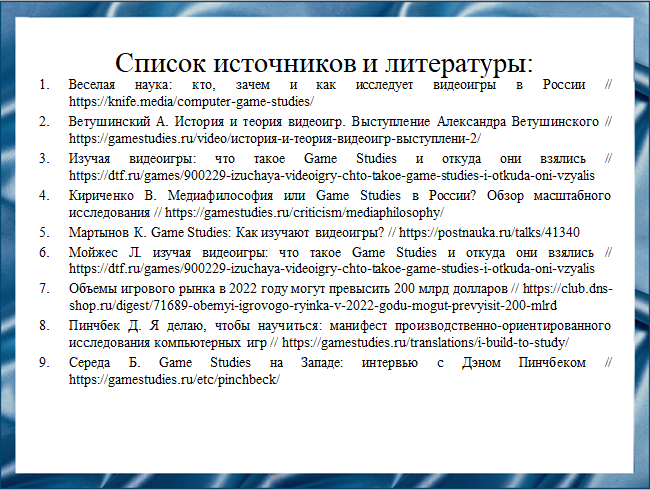 Список источников и литературы:
1. Веселая наука: кто, зачем и как исследует видеоигры в России //
https://knife.media/computer-game-studies/
2. Ветушинский А. История и теория видеоигр. Выступление Александра Ветушинского //
https://gamestudies.ru/video/история-и-теория-видеоигр-выступлени-2/
3. Изучая видеоигры: что такое Game Studies и откуда они взялись //
https://dtf.ru/games/900229-izuchaya-videoigry-chto-takoe-game-studies-i-otkuda-oni-vzyalis
4. Кириченко В. Медиафилософия или Game Studies в России? Обзор масштабного
исследования // https://gamestudies.ru/criticism/mediaphilosophy/
5. Мартынов К. Game Studies: Как изучают видеоигры? // https://postnauka.ru/talks/41340
6. Мойжес Л. изучая видеоигры: что такое Game Studies и откуда они взялись //
https://dtf.ru/games/900229-izuchaya-videoigry-chto-takoe-game-studies-i-otkuda-oni-vzyalis
7. Объемы игрового рынка в 2022 году могут превысить 200 млрд долларов // https://club.dns-
shop.ru/digest/71689-obemyi-igrovogo-ryinka-v-2022-godu-mogut-prevyisit-200-mlrd
8. Пинчбек Д. Я делаю, чтобы научиться: манифест производственно-ориентированного
исследования компьютерных игр // https://gamestudies.ru/translations/i-build-to-study/
9. Середа Б. Game Studies на Западе: интервью с Дэном Пинчбеком //
https://gamestudies.ru/etc/pinchbeck/